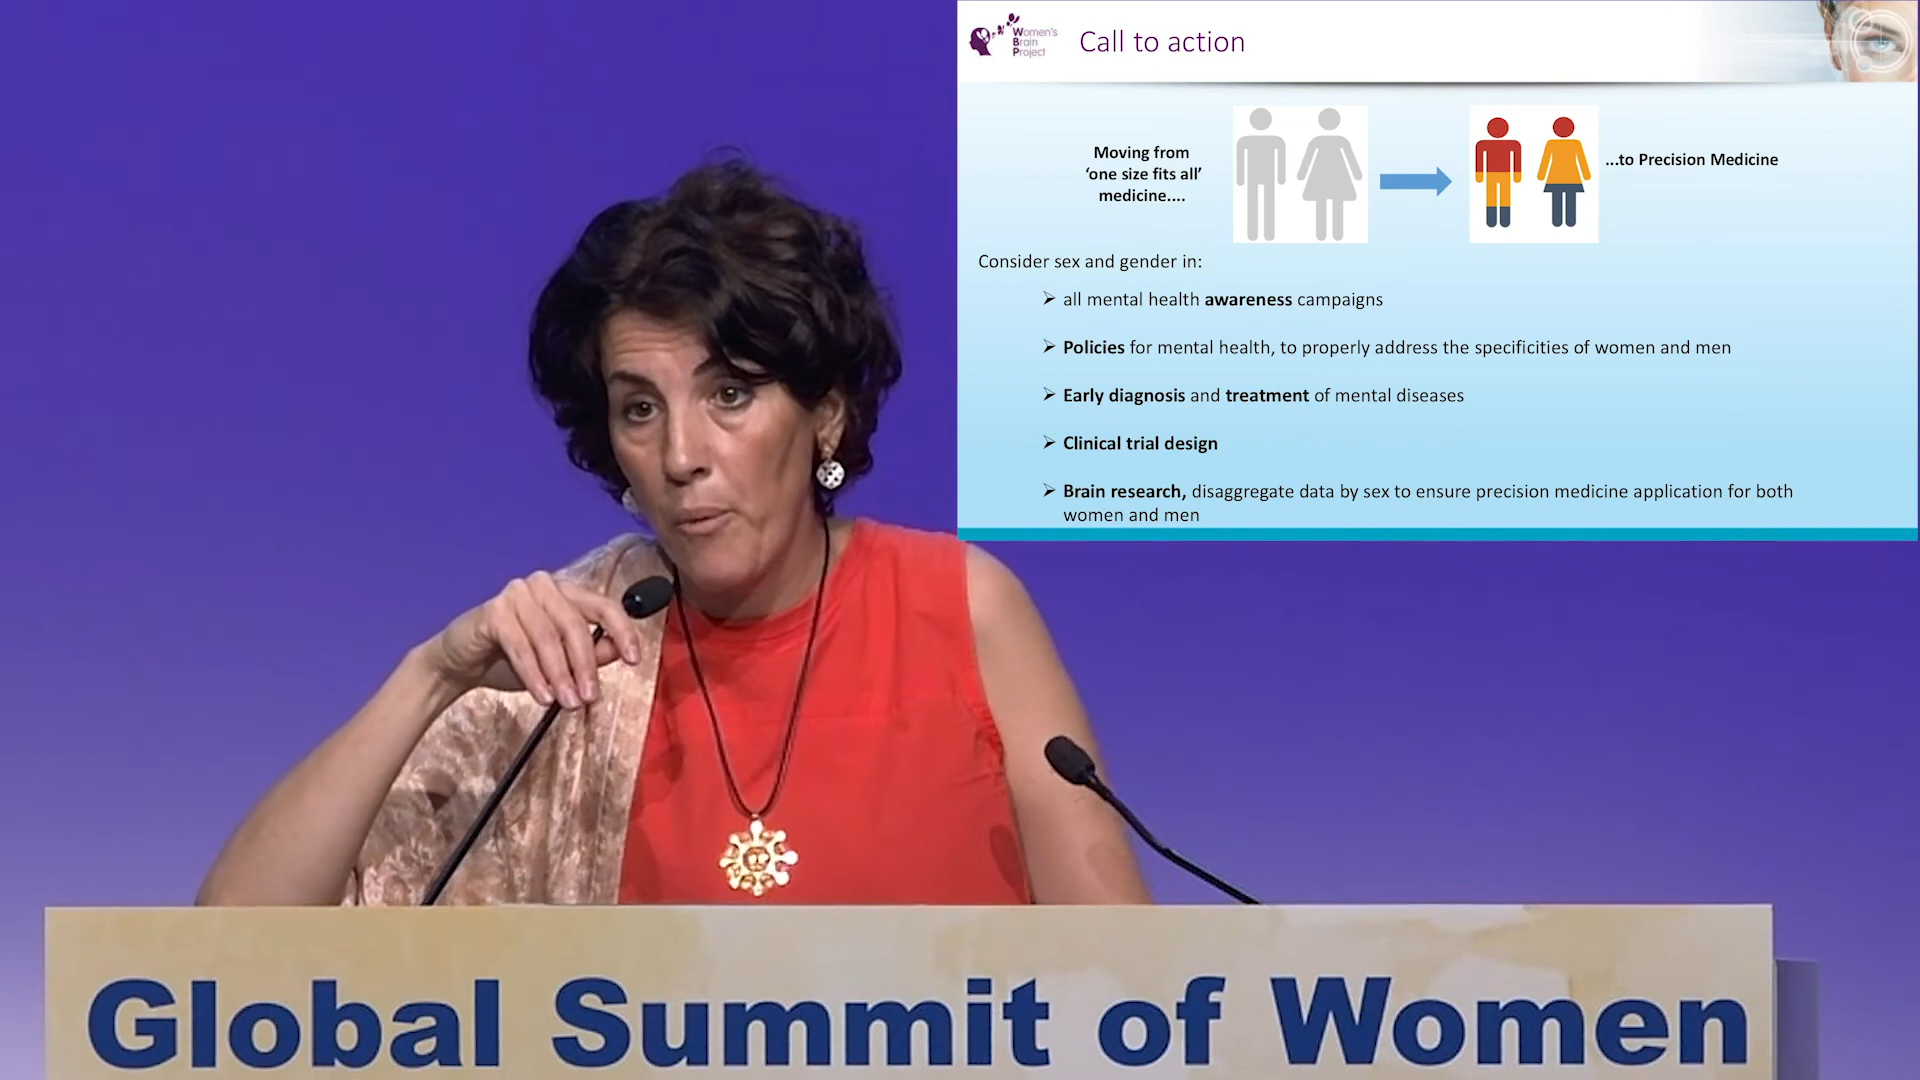 Women's
Brain
Project
Call to action
Moving from
‘one size fits all’
medicine....
...to Precision Medicine
Consider sex and gender in:
➢ all mental health awareness campaigns
➢ Policies for mental health, to properly address the specificities of women and men
➢ Early diagnosis and treatment of mental diseases
➢ Clinical trial design
➢ Brain research, disaggregate data by sex to ensure precision medicine application for both
women and men
Global Summit of Women